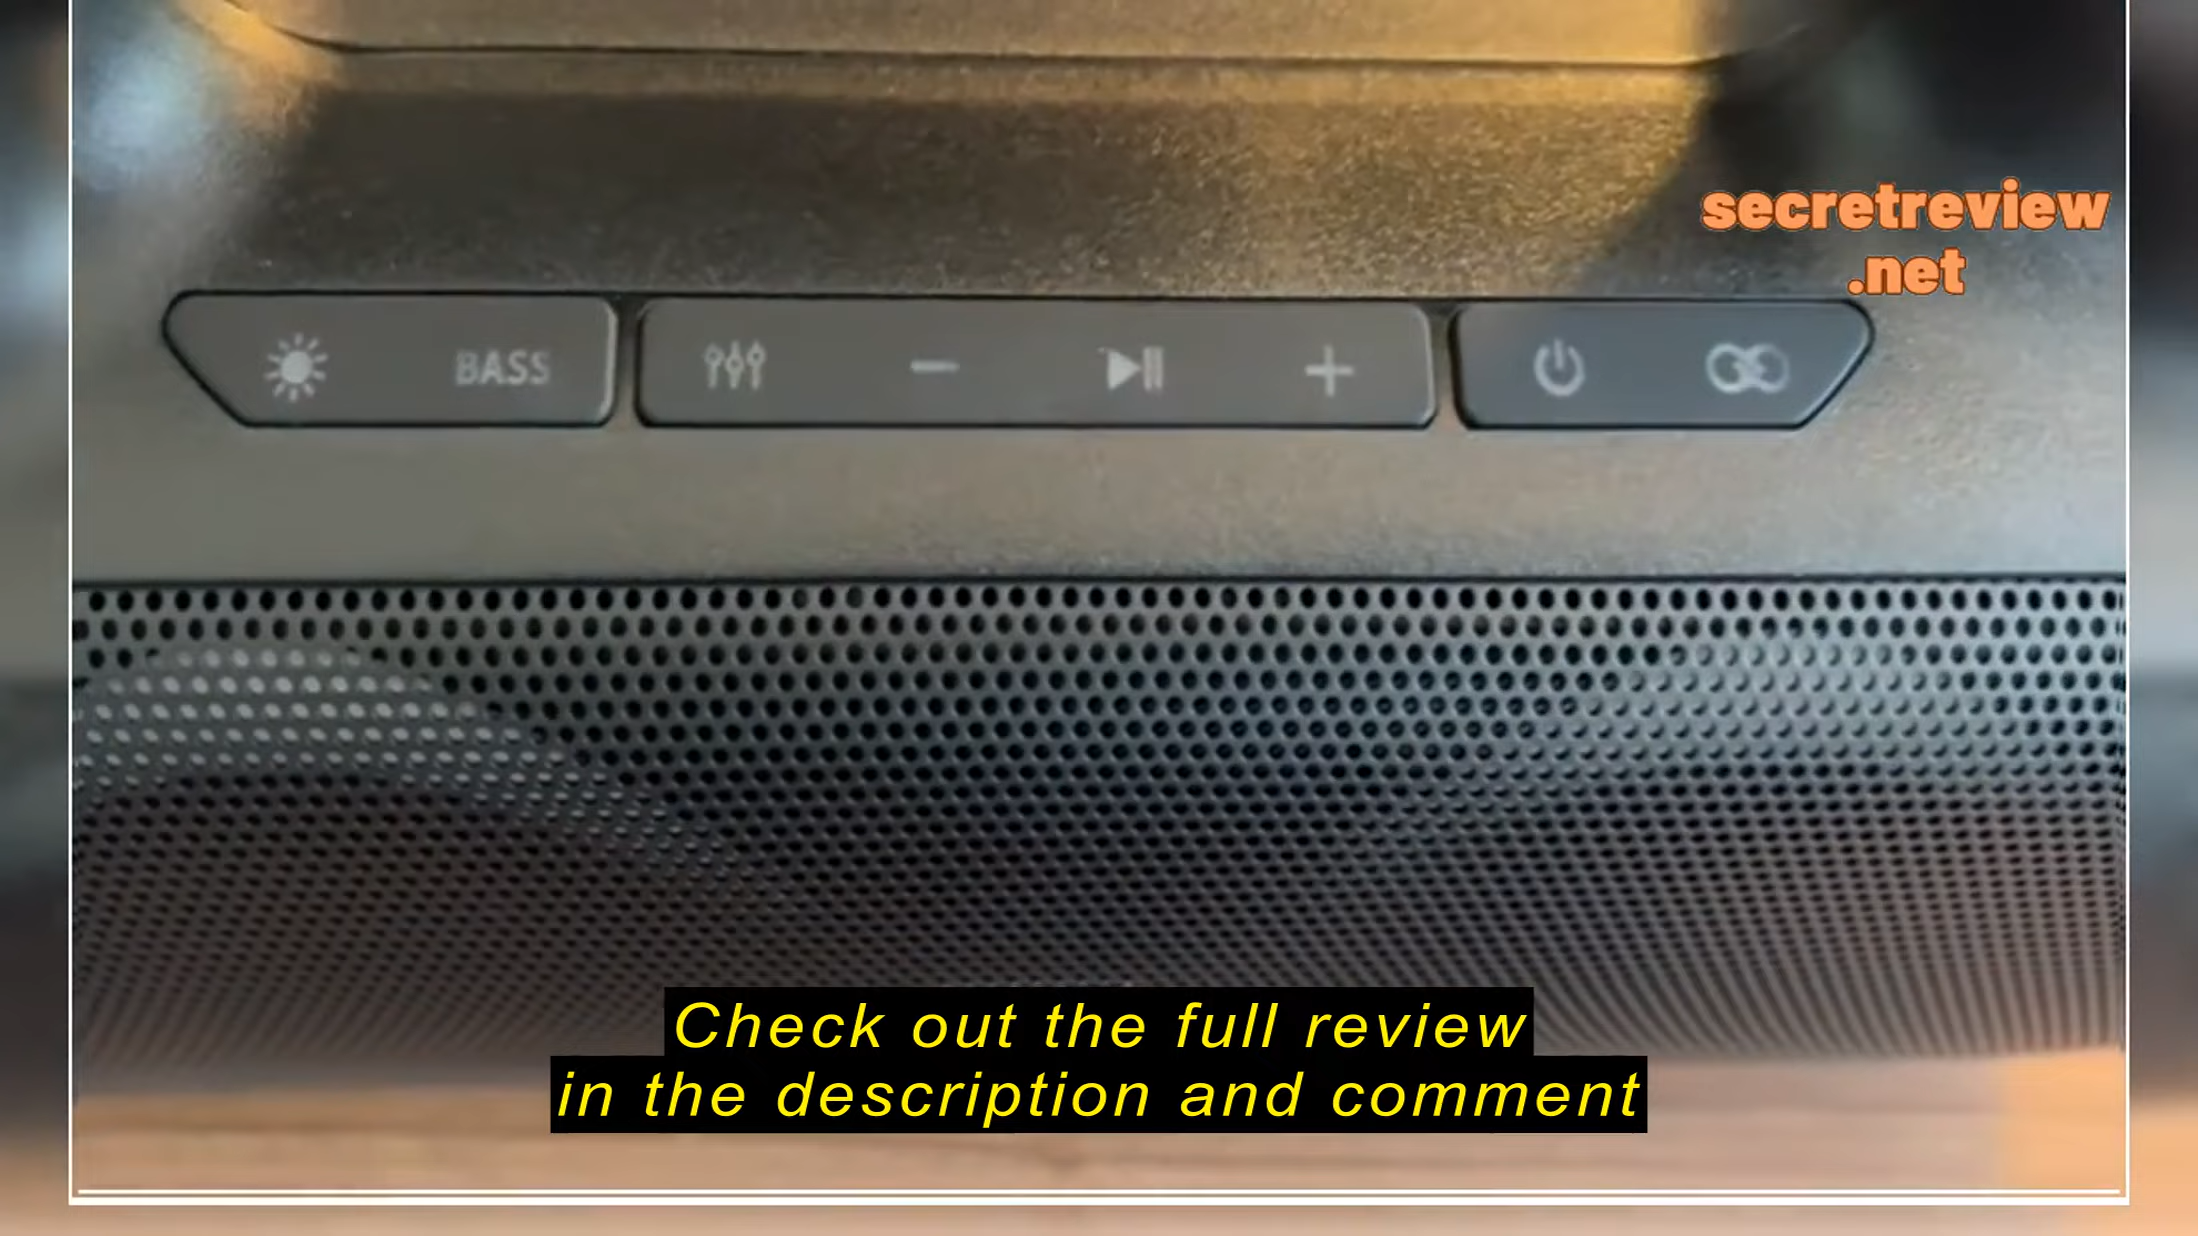 secretreview
.net
BASS
Check out the full review
in the description and comment